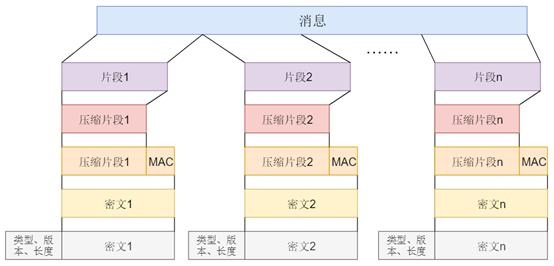 消息
……
片段1
片段2
片段n
压缩片段1
压缩片段2
压缩片段n
压缩片段1 MAC
压缩片段2 MAC
压缩片段n MAC
密文1
密文2
密文n
类型、版
本、长度
密文1
类型、版
本、长度
密文2
类型、版
本、长度
密文n